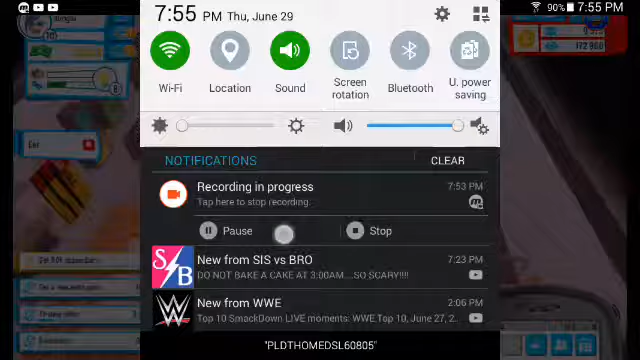 90% 7:55 PM
7:55 PM Thu, June 29
Wi-Fi
Location
Sound
Screen
rotation
Bluetooth
U. power
saving
NOTIFICATIONS
CLEAR
Recording in progress 7:53 PM
Tap here to stop recording.
Pause
Stop
S/B
New from SIS vs BRO 7:23 PM
DO NOT BAKE A CAKE AT 3:00AM....SO SCARY!!!!
New from WWE 2:06 PM
Top 10 SmackDown LIVE moments: WWE Top 10, June 27, 2...
"PLDTHOMEDSL60805"